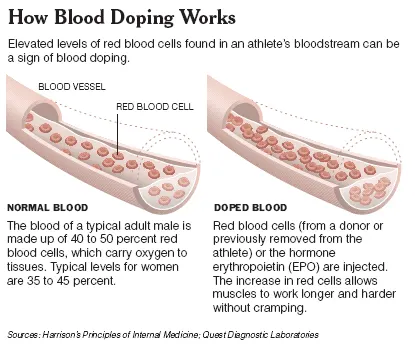 How Blood Doping Works
Elevated levels of red blood cells found in an athlete's bloodstream can be
a sign of blood doping.
BLOOD VESSEL
RED BLOOD CELL
NORMAL BLOOD
The blood of a typical adult male is
made up of 40 to 50 percent red
blood cells, which carry oxygen to
tissues. Typical levels for women
are 35 to 45 percent.
DOPED BLOOD
Red blood cells (from a donor or
previously removed from the
athlete) or the hormone
erythropoietin (EPO) are injected.
The increase in red cells allows
muscles to work longer and harder
without cramping.
Sources: Harrison's Principles of Internal Medicine; Quest Diagnostic Laboratories